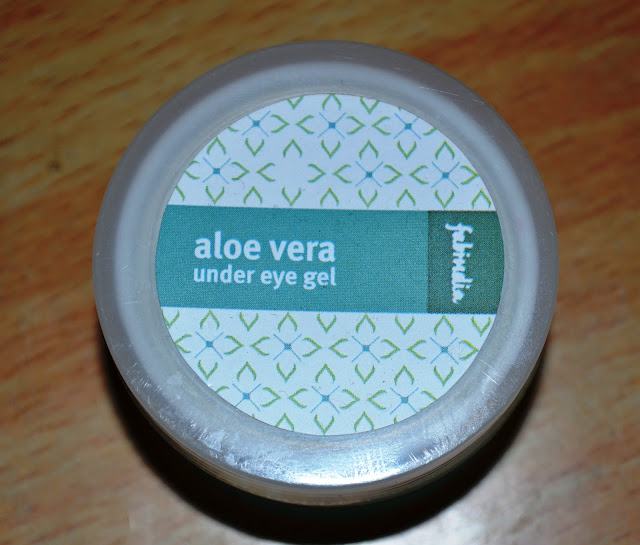 aloe vera
under eye gel
fabindia